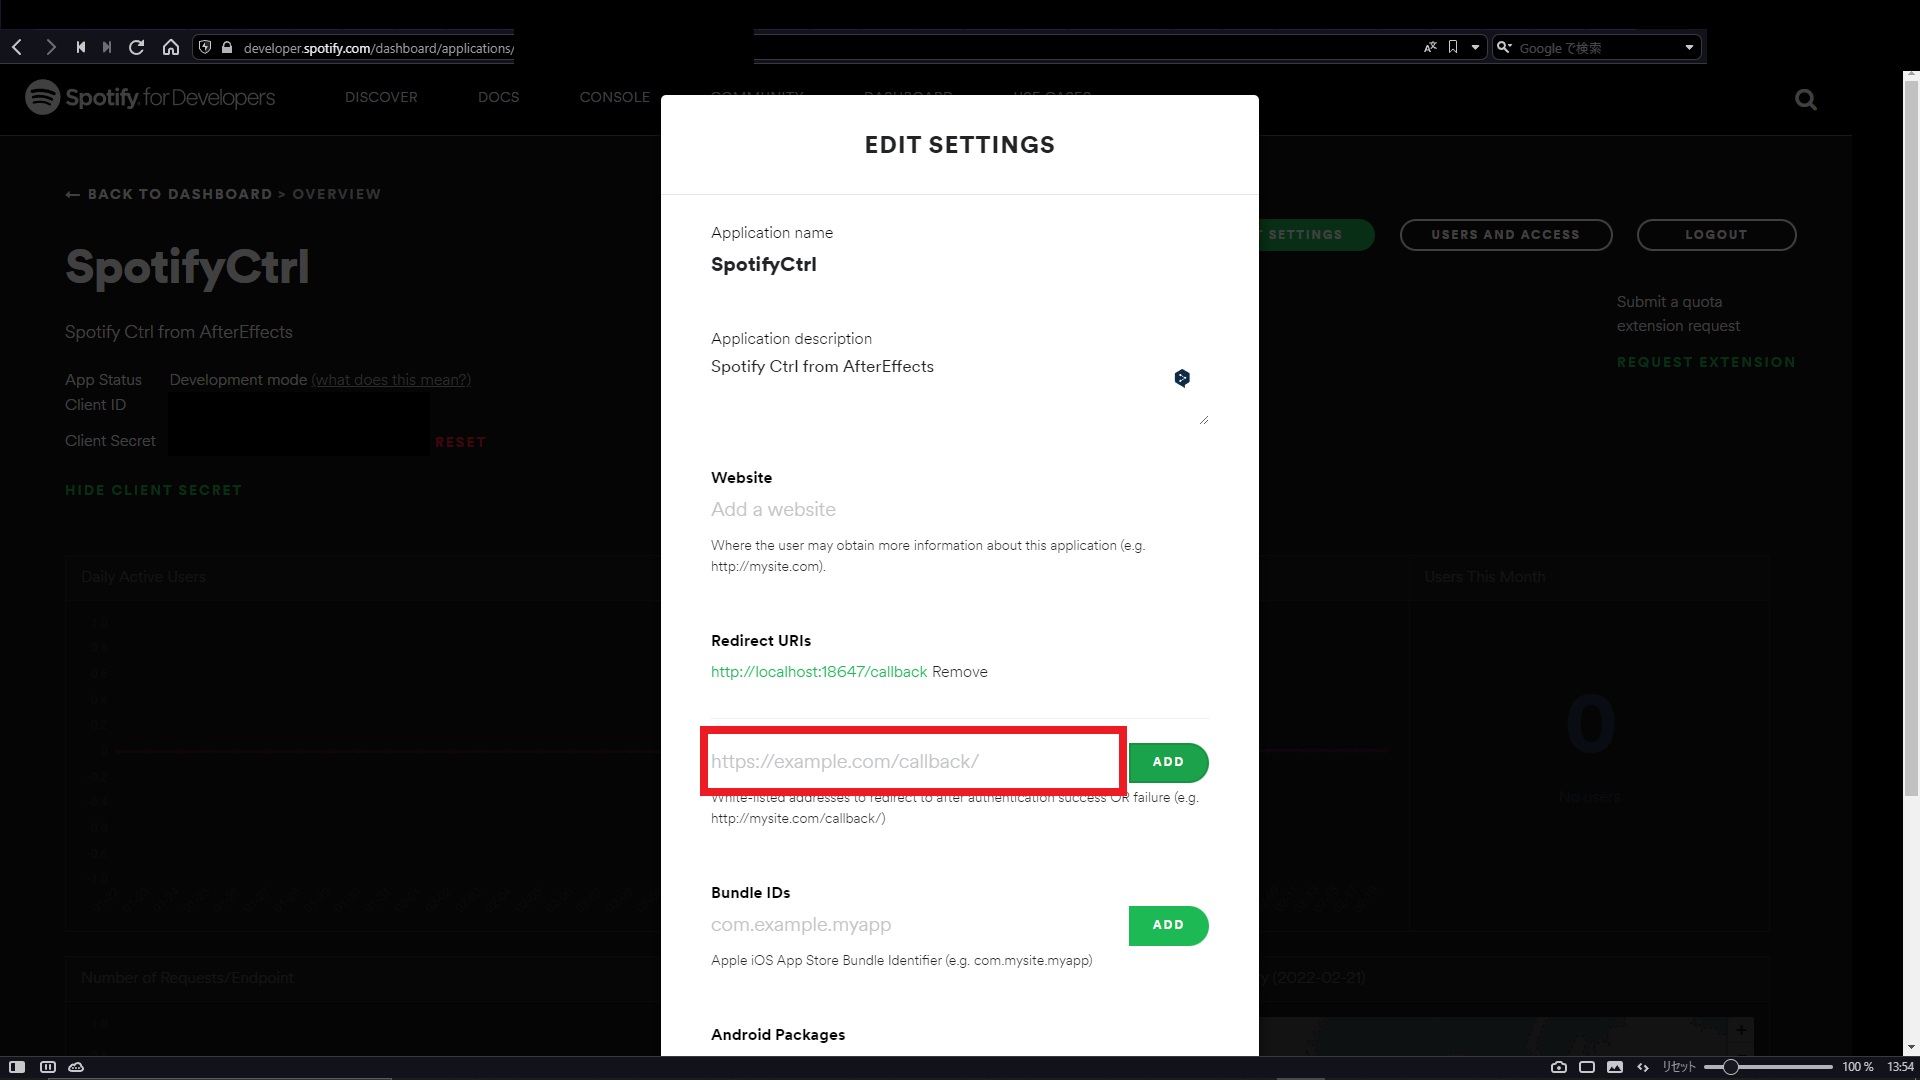 developer.spotify.com/dashboard/applications/
Google で検索
Spotify for Developers
DISCOVER
DOCS
CONSOLE
COMMUNITY
DASHBOARD
USE CASES
EDIT SETTINGS
← BACK TO DASHBOARD > OVERVIEW
SpotifyCtrl
Spotify Ctrl from AfterEffects
App Status Development mode (what does this mean?)
Client ID
Client Secret
RESET
HIDE CLIENT SECRET
Application name
SpotifyCtrl
Application description
Spotify Ctrl from AfterEffects
Website
Add a website
Where the user may obtain more information about this application (e.g.
http://mysite.com).
Redirect URIs
http://localhost:18647/callback Remove
https://example.com/callback/
ADD
White-listed addresses to redirect to after authentication success OR failure (e.g.
http://mysite.com/callback/)
Bundle IDs
com.example.myapp
ADD
Apple iOS App Store Bundle Identifier (e.g. com.mysite.myapp)
Android Packages
SETTINGS
USERS AND ACCESS
LOGOUT
Submit a quota
extension request
REQUEST EXTENSION
Daily Active Users
Users This Month
0
No users
Number of Requests/Endpoint
(2022-02-21)
リセット
100 %
13:54